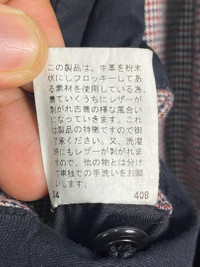 この製品は、牛革を粉末
状にしフロッキーしてあ
る素材を使用している為、
着ていくうちにレザーが
剥がれ古着の様な風合い
になっていきます。これ
は製品の特徴ですので御
了承ください。又、洗濯
時にもレザーが剥がれま
すので、他の物とは分け
て単独での手洗いをお願
いします。
408